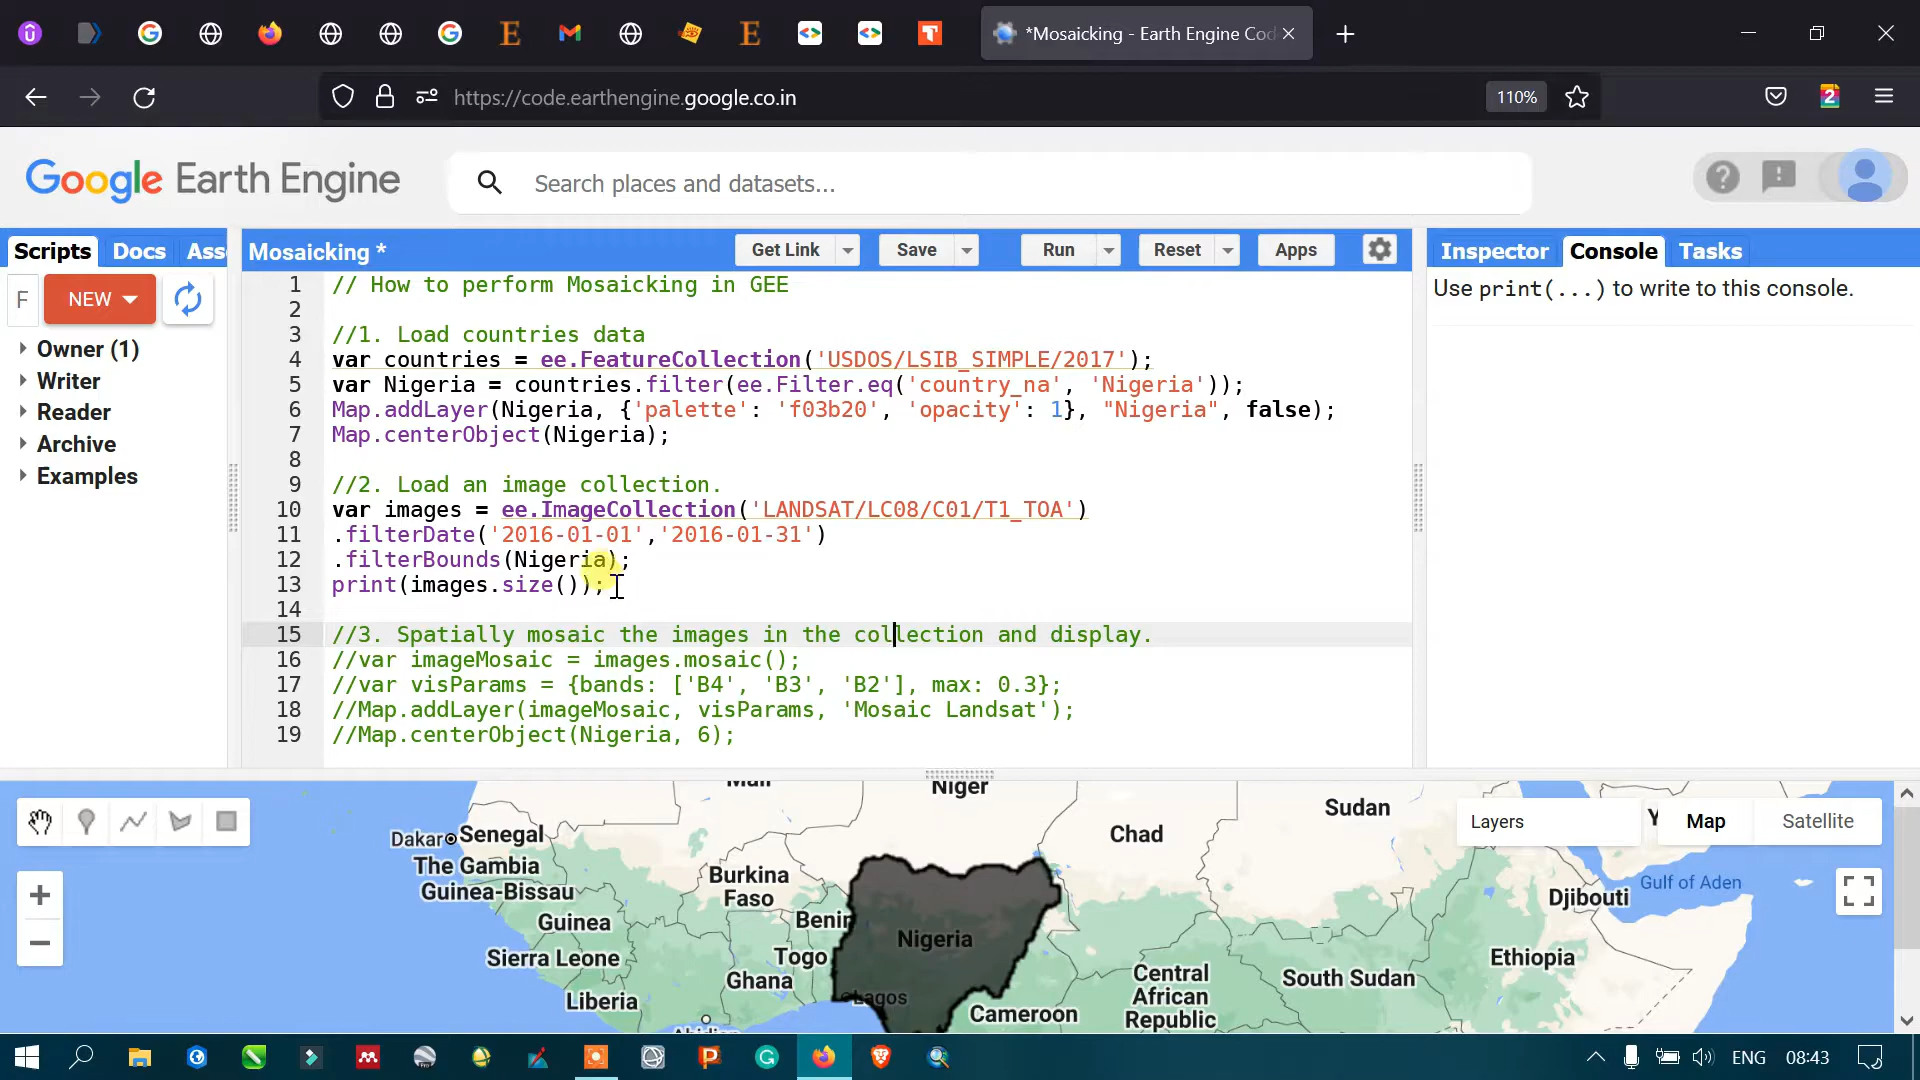 *Mosaicking - Earth Engine Cod
https://code.earthengine.google.co.in
110%
2
Google Earth Engine
Search places and datasets...
Scripts
Docs
Ass
Mosaicking *
Get Link
Save
Run
Reset
Apps
Inspector
Console
Tasks
F
NEW
Owner (1)
Writer
Reader
Archive
Examples
1 // How to perform Mosaicking in GEE
2
3 //1. Load countries data
4 var countries = ee.FeatureCollection('USDOS/LSIB_SIMPLE/2017');
5 var Nigeria = countries.filter(ee.Filter.eq('country_na', 'Nigeria'));
6 Map.addLayer(Nigeria, {'palette': 'f03b20', 'opacity': 1}, "Nigeria", false);
7 Map.centerObject(Nigeria);
8
9 //2. Load an image collection.
10 var images = ee.ImageCollection('LANDSAT/LC08/C01/T1_TOA')
11 .filterDate('2016-01-01','2016-01-31')
12 .filterBounds(Nigeria);
13 print(images.size());
14
15 //3. Spatially mosaic the images in the collection and display.
16 //var imageMosaic = images.mosaic();
17 //var visParams = {bands: ['B4', 'B3', 'B2'], max: 0.3};
18 //Map.addLayer(imageMosaic, visParams, 'Mosaic Landsat');
19 //Map.centerObject(Nigeria, 6);
Use print(...) to write to this console.
Layers
Map
Satellite
Mali
Niger
Sudan
Chad
Dakar
Senegal
The Gambia
Guinea-Bissau
Burkina
Faso
Guinea
Benin
Nigeria
Gulf of Aden
Djibouti
Sierra Leone
Togo
Ghana
Liberia
Lagos
Cameroon
Central
African
Republic
South Sudan
Ethiopia
ENG
08:43